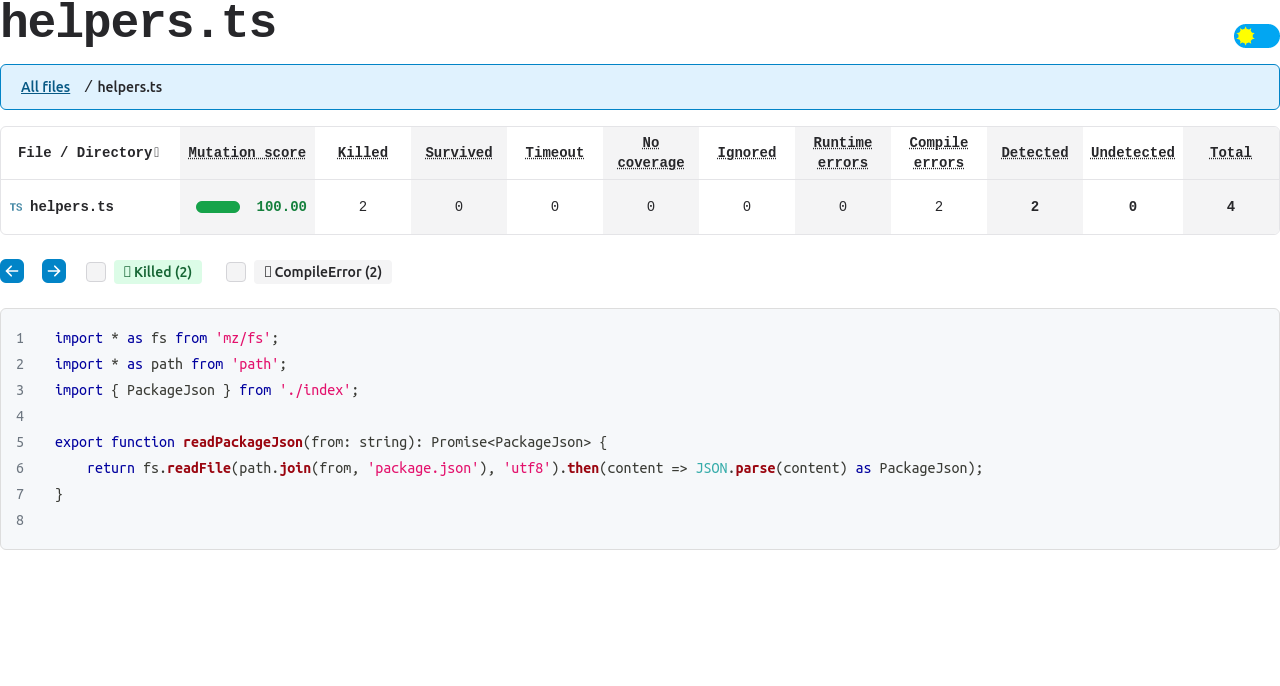 helpers.ts
All files / helpers.ts
File / Directory Mutation score Killed Survived Timeout No coverage Ignored Runtime errors Compile errors Detected Undetected Total
TS helpers.ts 100.00 2 0 0 0 0 0 2 2 0 4
Killed (2) CompileError (2)
1 import * as fs from 'mz/fs';
2 import * as path from 'path';
3 import { PackageJson } from './index';
4
5 export function readPackageJson(from: string): Promise<PackageJson> {
6     return fs.readFile(path.join(from, 'package.json'), 'utf8').then(content => JSON.parse(content) as PackageJson);
7 }
8